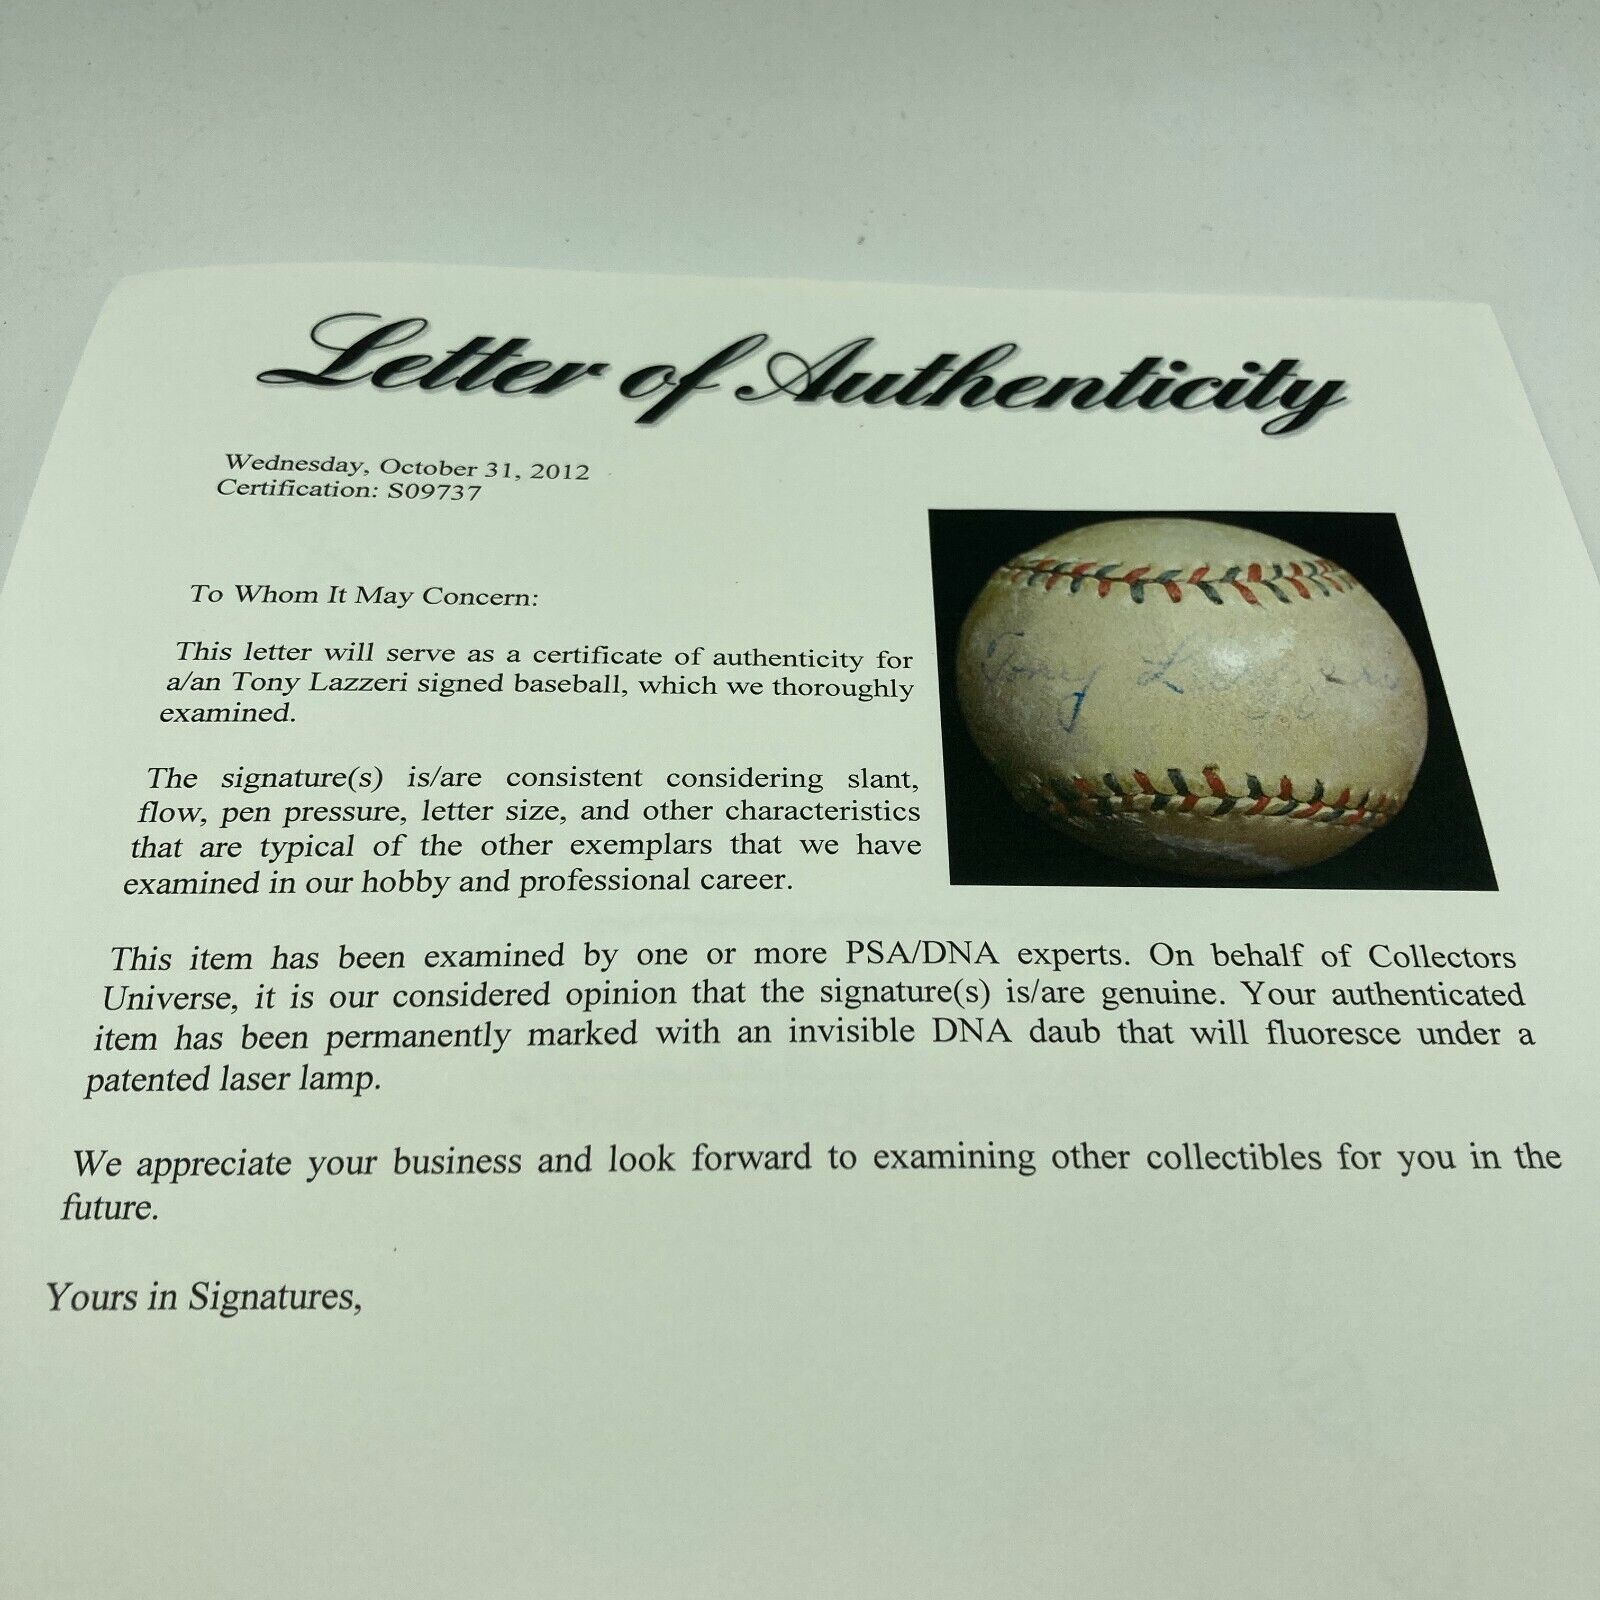 Letter of Authenticity
Wednesday, October 31, 2012
Certification: S09737
To Whom It May Concern:
This letter will serve as a certificate of authenticity for
a/an Tony Lazzeri signed baseball, which we thoroughly
examined.
The signature(s) is/are consistent considering slant,
flow, pen pressure, letter size, and other characteristics
that are typical of the other exemplars that we have
examined in our hobby and professional career.
Tony
This item has been examined by one or more PSA/DNA experts. On behalf of Collectors
Universe, it is our considered opinion that the signature(s) is/are genuine. Your authenticated
item has been permanently marked with an invisible DNA daub that will fluoresce under a
patented laser lamp.
We appreciate your business and look forward to examining other collectibles for you in the
future.
Yours in Signatures,